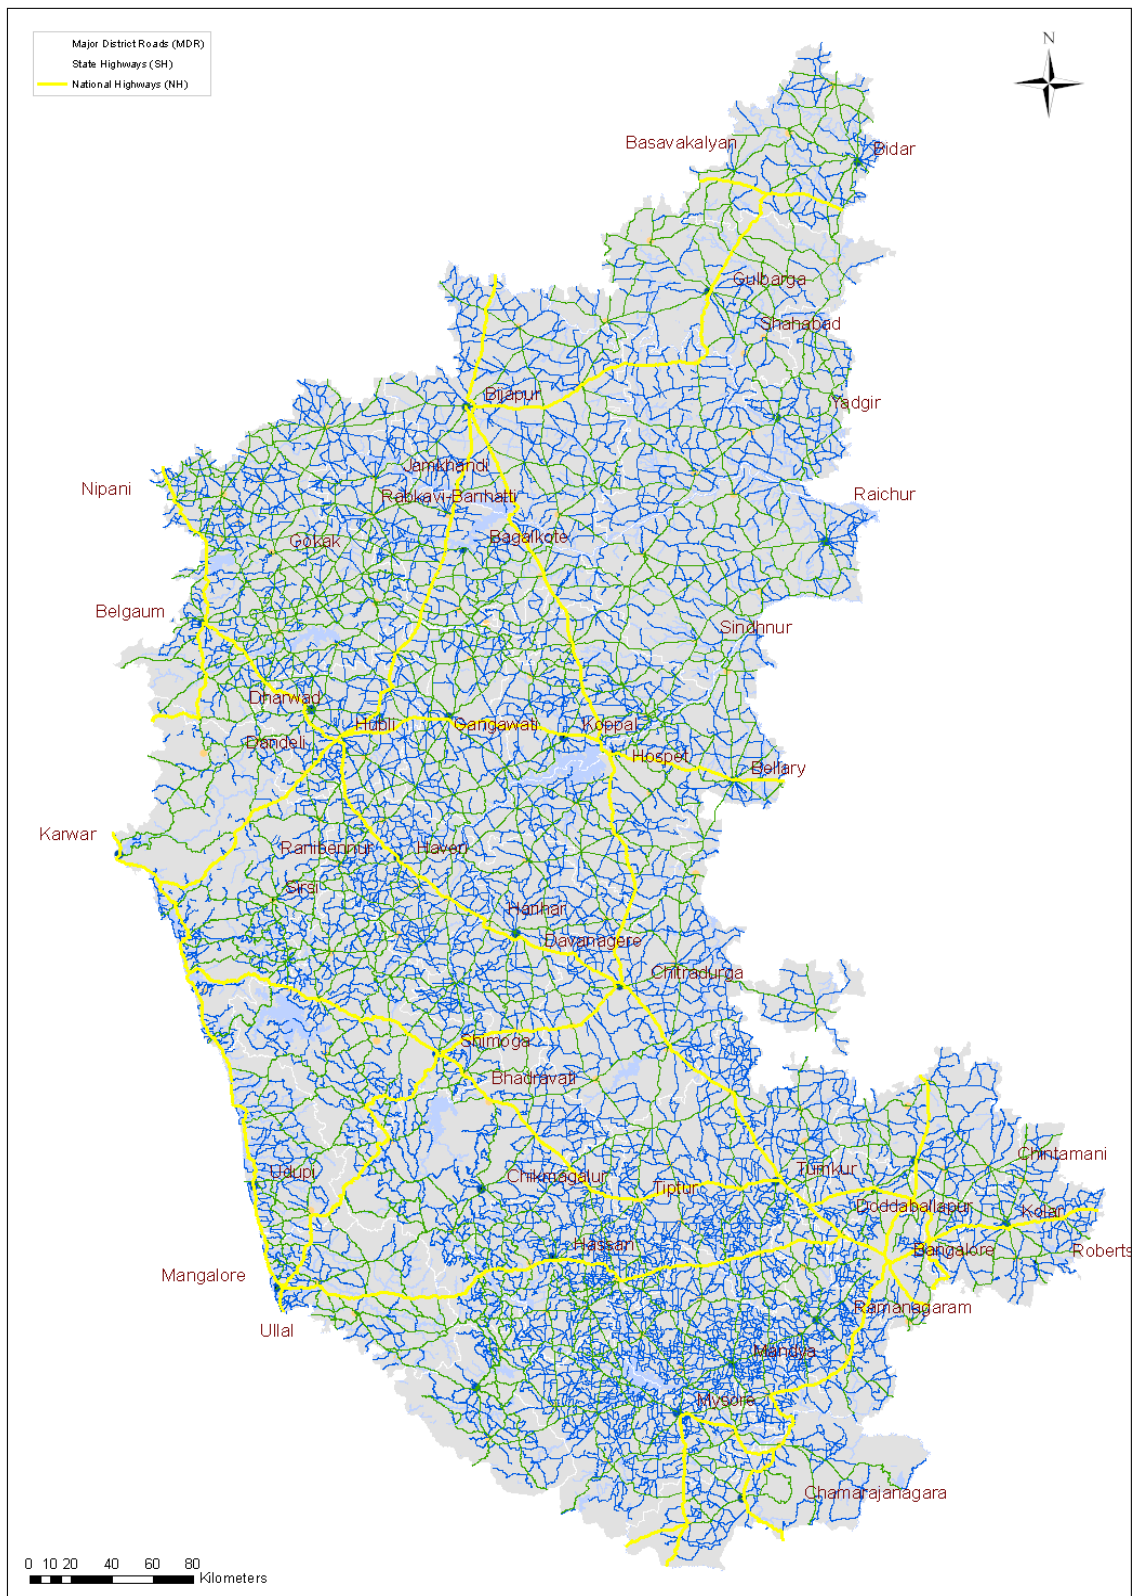 Major District Roads (MDR)
State Highways (SH)
National Highways (NH)
N
Basavakalyan
Bidar
Gulbarga
Shahabad
Bijapur
Yadgir
Jamkhandi
Nipani
Rabkavi-Banhatti
Raichur
Gokak
Bagalkote
Belgaum
Sindhnur
Dharwad
Hubli
Gangawati
Koppal
Dandeli
Hospet
Bellary
Karwar
Ranibennur
Haveri
Sirsi
Harihar
Davanagere
Chitradurga
Shimoga
Bhadravati
Chintamani
Udupi
Chikmagalur
Tiptur
Tumkur
Doddaballapur
Kolar
Hassan
Bangalore
Roberts
Mangalore
Ramanagaram
Ullal
Mandya
Mysore
Chamarajanagara
0 10 20 40 60 80
Kilometers